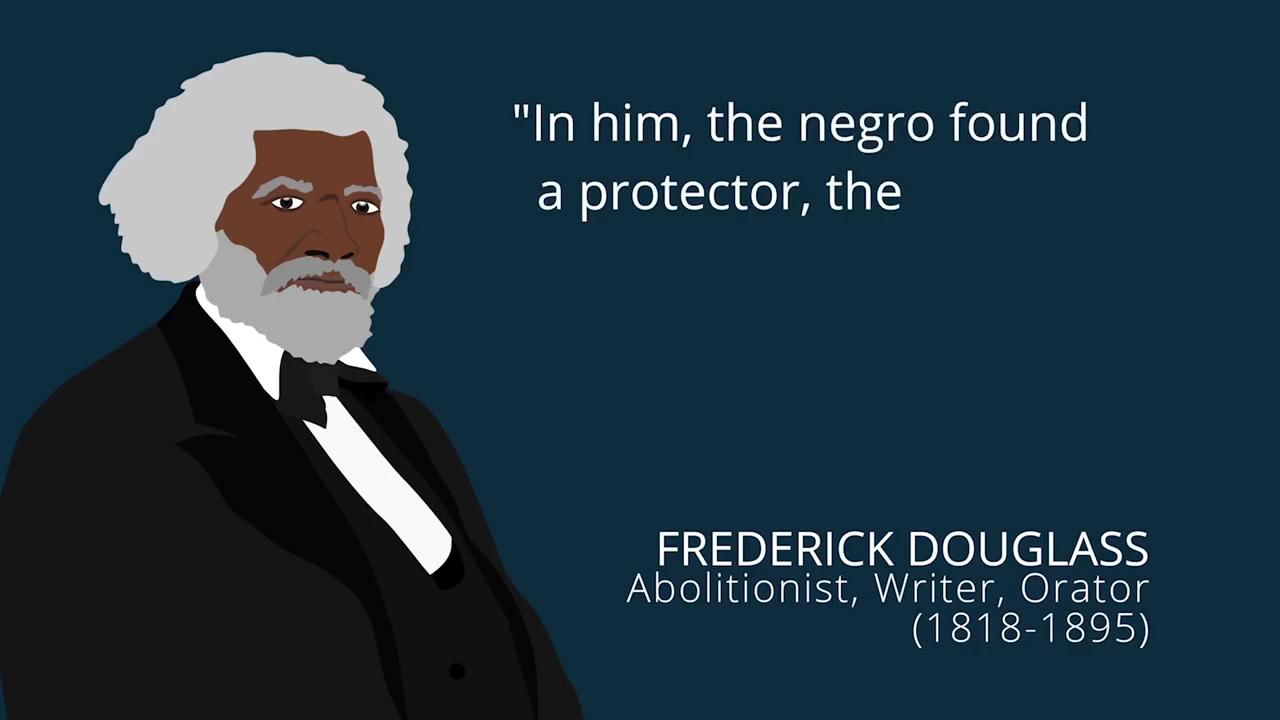 "In him, the negro found
a protector, the
FREDERICK DOUGLASS
Abolitionist, Writer, Orator
(1818-1895)